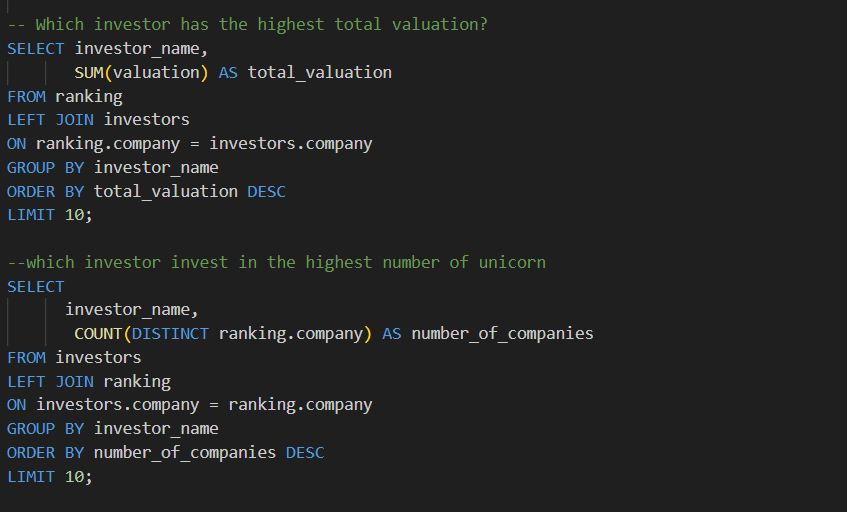 -- Which investor has the highest total valuation?
SELECT investor_name,
SUM(valuation) AS total_valuation
FROM ranking
LEFT JOIN investors
ON ranking.company = investors.company
GROUP BY investor_name
ORDER BY total_valuation DESC
LIMIT 10;
--which investor invest in the highest number of unicorn
SELECT
investor_name,
COUNT(DISTINCT ranking.company) AS number_of_companies
FROM investors
LEFT JOIN ranking
ON investors.company = ranking.company
GROUP BY investor_name
ORDER BY number_of_companies DESC
LIMIT 10;